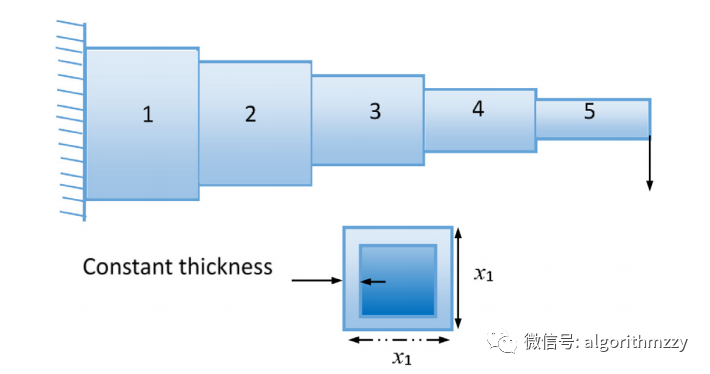 1
2
3
4
5
Constant thickness
x₁
x₁
微信号: algorithmzzy